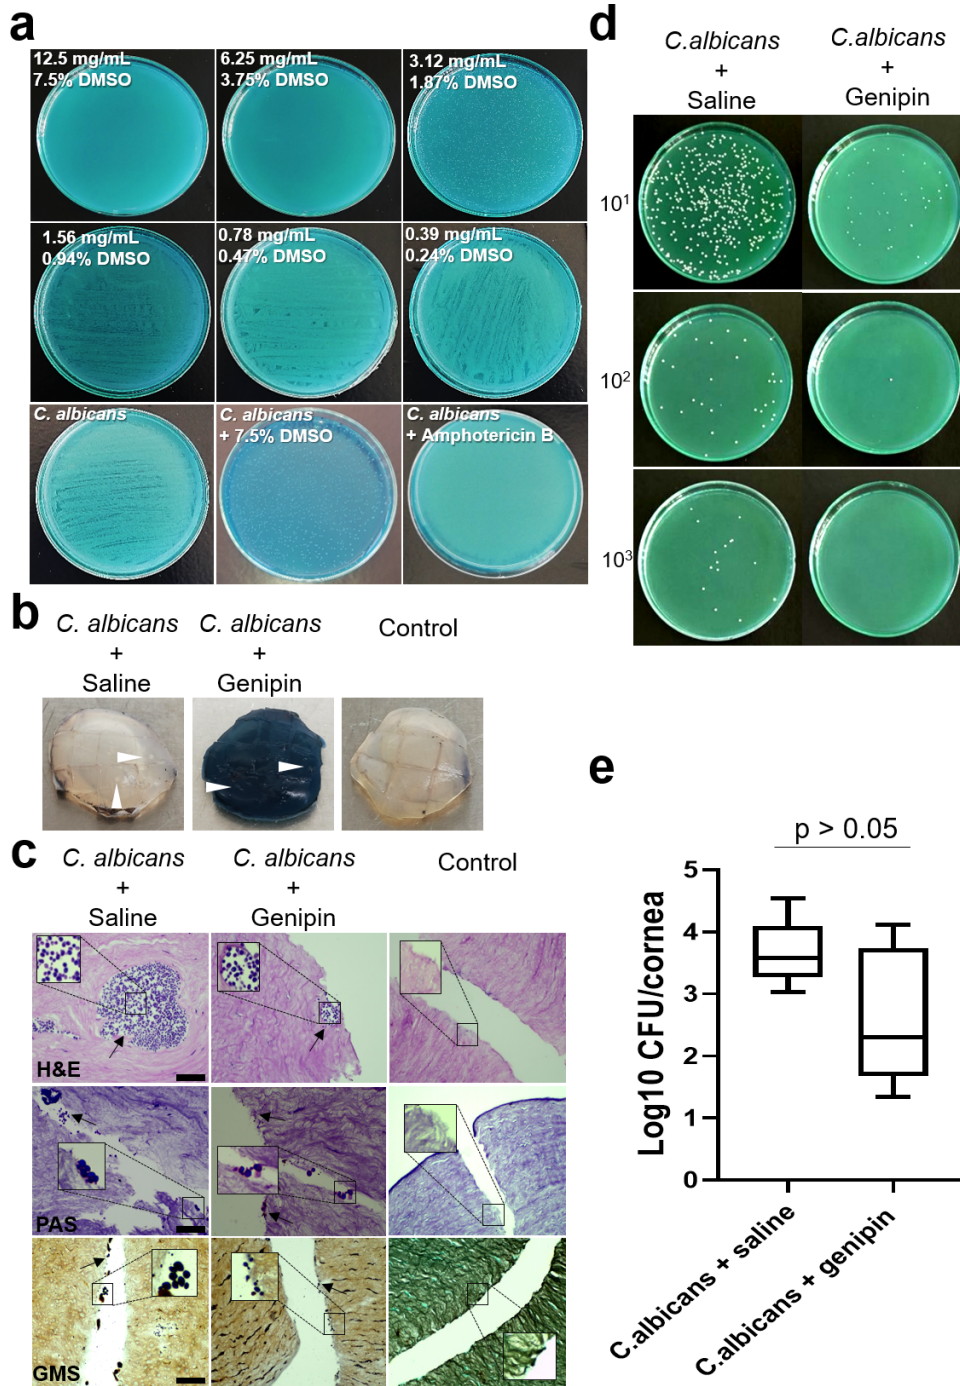 a
12.5 mg/mL
7.5% DMSO
6.25 mg/mL
3.75% DMSO
3.12 mg/mL
1.87% DMSO
1.56 mg/mL
0.94% DMSO
0.78 mg/mL
0.47% DMSO
0.39 mg/mL
0.24% DMSO
C. albicans
C. albicans
+ 7.5% DMSO
C. albicans
+ Amphotericin B
b
C. albicans
+
Saline
C. albicans
+
Genipin
Control
c
C. albicans
+
Saline
C. albicans
+
Genipin
Control
H&E
PAS
GMS
d
C.albicans
+
Saline
C.albicans
+
Genipin
10¹
10²
10³
e
p > 0.05
Log10 CFU/cornea
5
4
3
2
1
0
C.albicans + saline
C.albicans + genipin